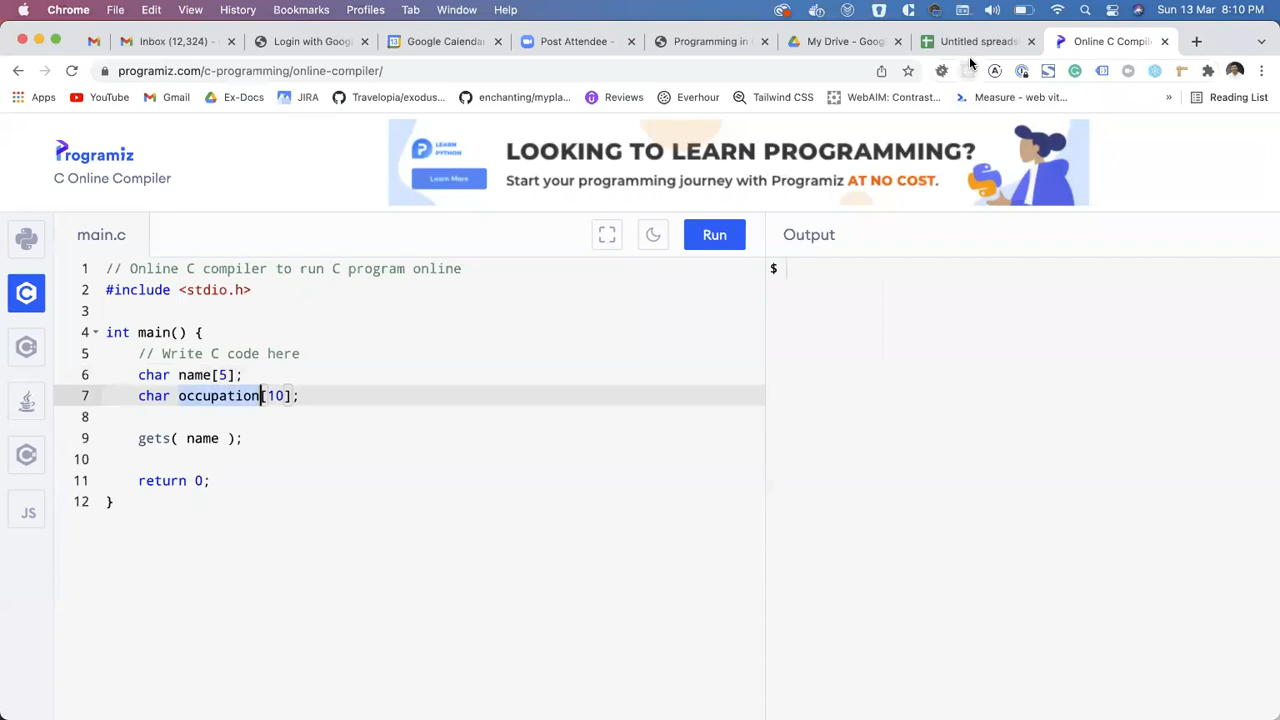 Chrome File Edit View History Bookmarks Profiles Tab Window Help Sun 13 Mar 8:10 PM
Inbox (12,324) - Login with Googl Google Calenda Post Attendee - Programming in My Drive - Googl Untitled spreads Online C Compil
programiz.com/c-programming/online-compiler/
Apps YouTube Gmail Ex-Docs JIRA Travelopia/exodus... enchanting/mypla... Reviews Everhour Tailwind CSS WebAIM: Contrast... Measure - web vit... » Reading List
Programiz
C Online Compiler
LEARN PYTHON
Learn More
LOOKING TO LEARN PROGRAMMING?
Start your programming journey with Programiz AT NO COST.
main.c
Run
Output
1 // Online C compiler to run C program online
2 #include <stdio.h>
3
4 int main() {
5 // Write C code here
6 char name[5];
7 char occupation[10];
8
9 gets( name );
10
11 return 0;
12 }
$
JS